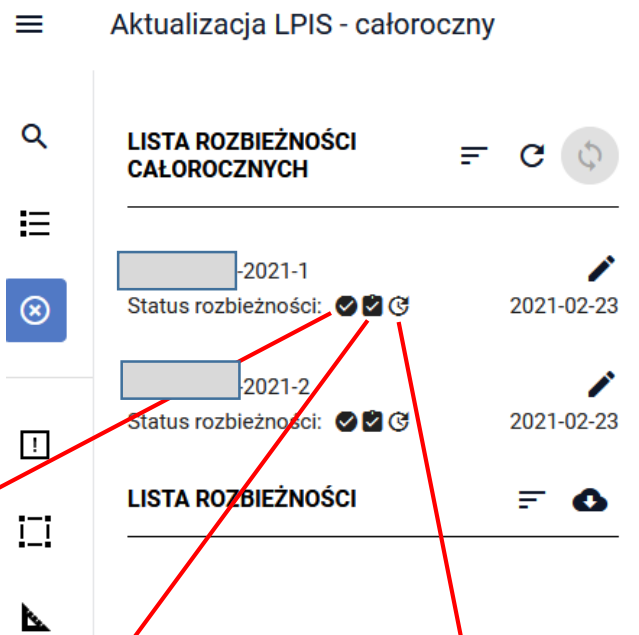 Aktualizacja LPIS - całoroczny
LISTA ROZBIEŻNOŚCI
CAŁOROCZNYCH
-2021-1
Status rozbieżności: 2021-02-23
-2021-2
Status rozbieżności: 2021-02-23
LISTA ROZBIEŻNOŚCI